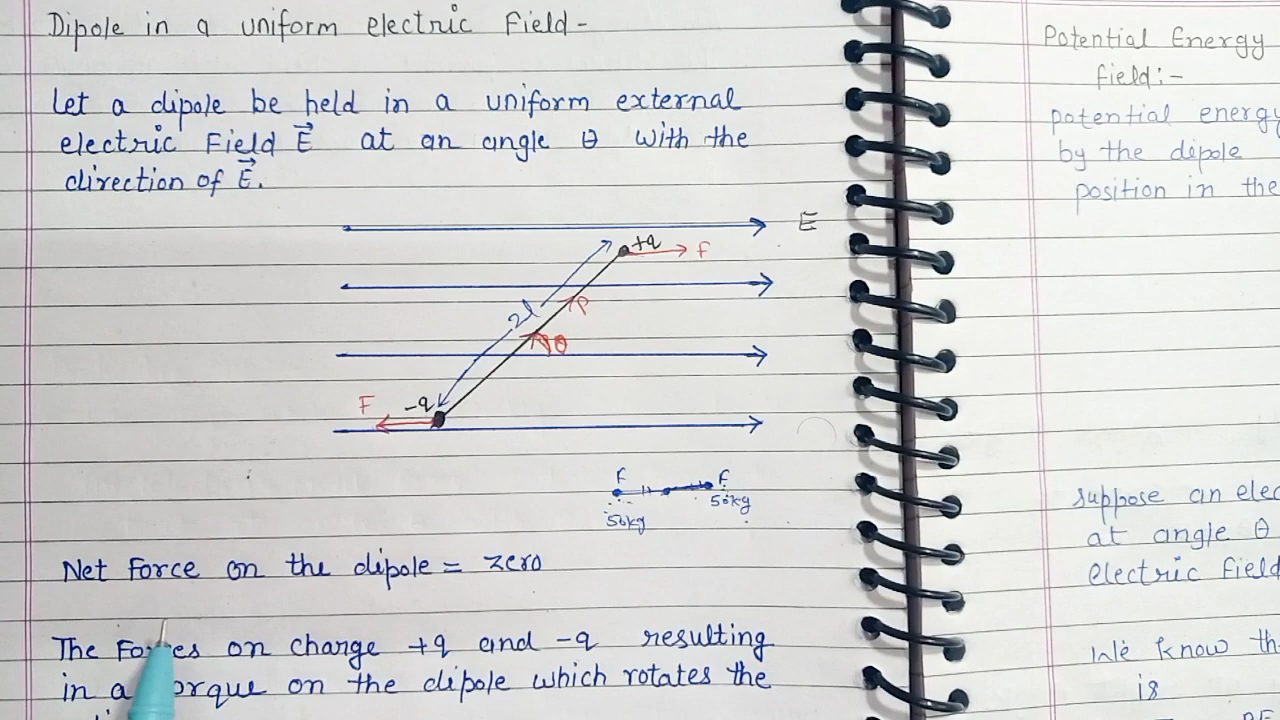 Dipole in a uniform electric Field -
Let a dipole be held in a uniform external
electric Field E⃗ at an angle θ with the
direction of E⃗.
E
+q
F
2l
P
θ
F
-q
F F
50kg 50kg
Net Force on the dipole = zero
The Forces on charge +q and -q resulting
in a torque on the dipole which rotates the
Potential Energy
field:-
potential energy
by the dipole
position in the
suppose an elec
at angle θ
electric field
We know th
is